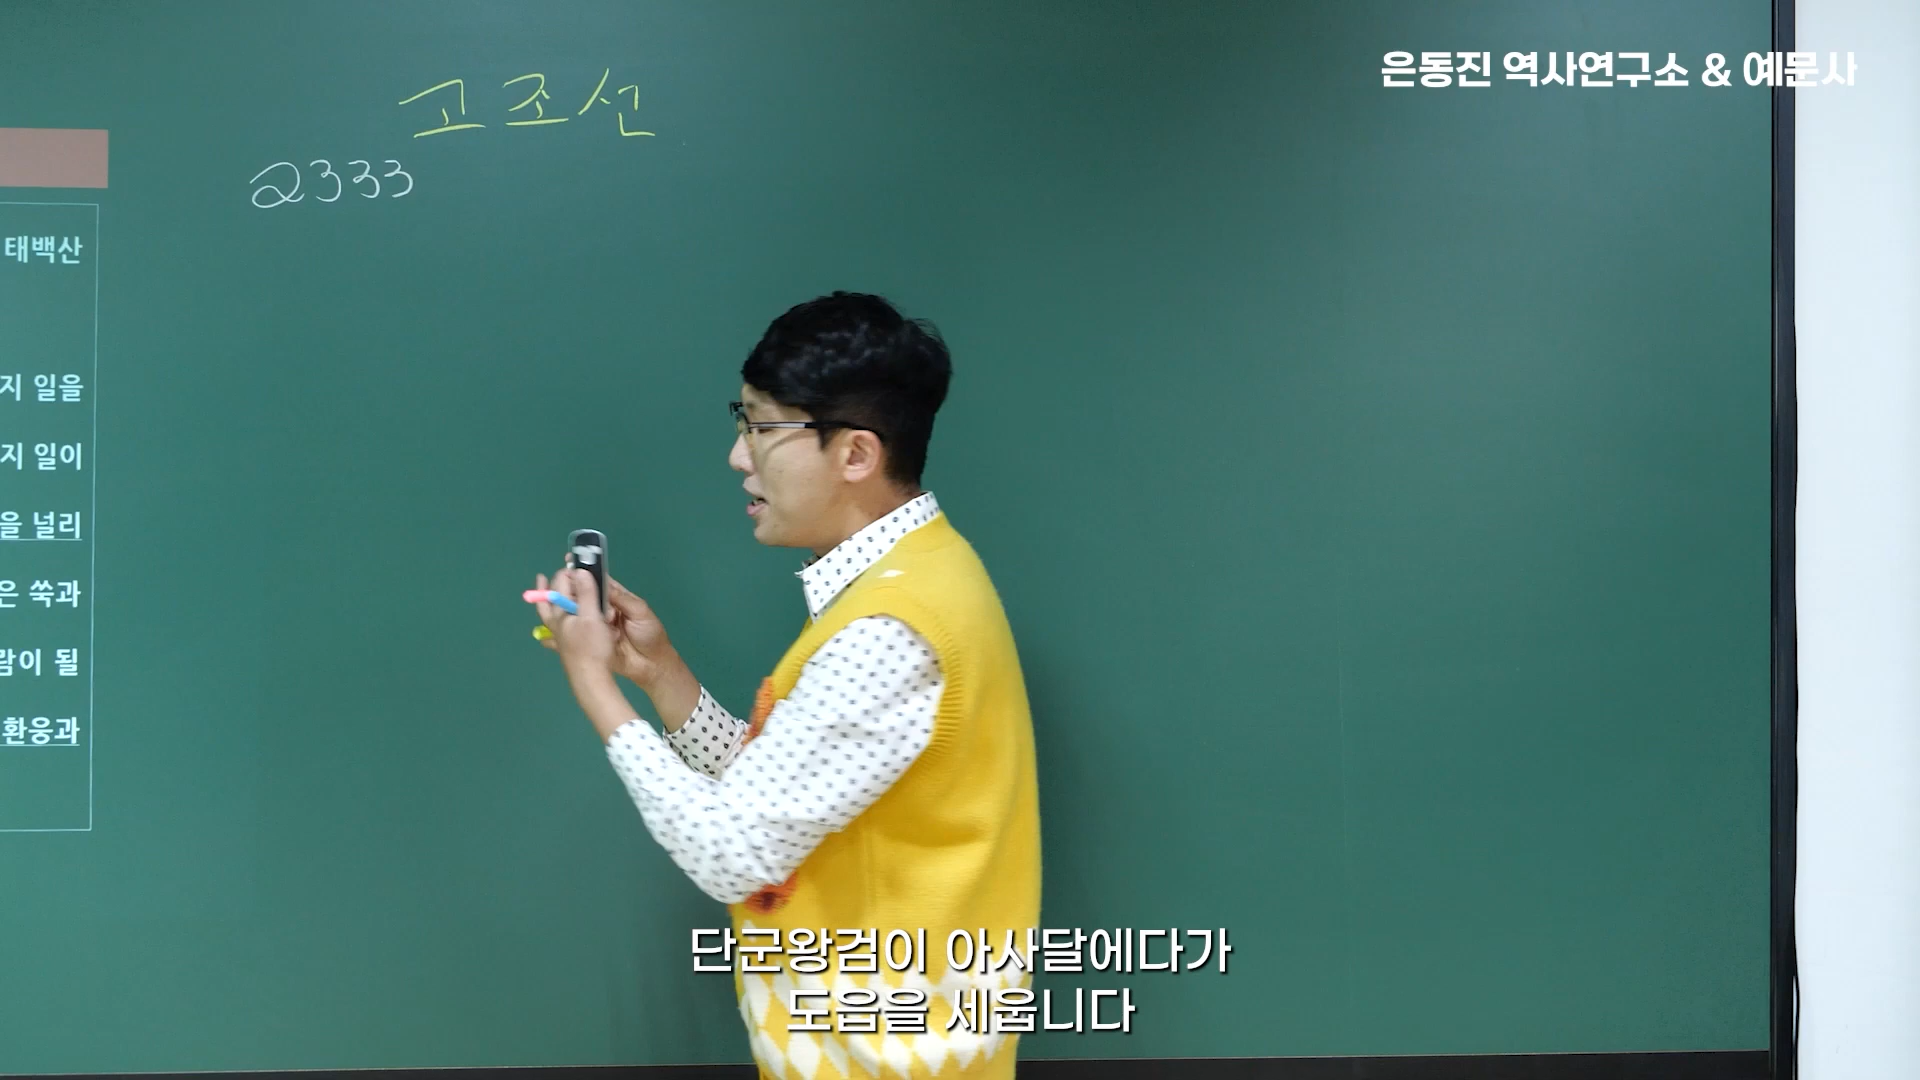 은동진 역사연구소 & 예문사
고조선
2333
태백산
지 일을
지 일이
을 널리
은 쑥과
람이 될
환웅과
단군왕검이 아사달에다가
도읍을 세웁니다